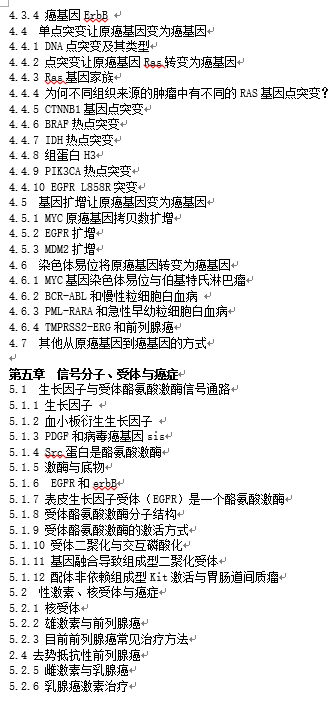 4.3.4 癌基因 ErbB
4.4 单点突变让原癌基因变为癌基因
4.4.1 DNA 点突变及其类型
4.4.2 点突变让原癌基因 Ras 转变为癌基因
4.4.3 Ras 基因家族
4.4.4 为何不同组织来源的肿瘤中有不同的 RAS 基因点突变？
4.4.5 CTNNB1 基因点突变
4.4.6 BRAF 热点突变
4.4.7 IDH 热点突变
4.4.8 组蛋白 H3
4.4.9 PIK3CA 热点突变
4.4.10 EGFR L858R 突变
4.5 基因扩增让原癌基因变为癌基因
4.5.1 MYC 原癌基因拷贝数扩增
4.5.2 EGFR 扩增
4.5.3 MDM2 扩增
4.6 染色体易位将原癌基因转变为癌基因
4.6.1 MYC 基因染色体易位与伯基特氏淋巴瘤
4.6.2 BCR-ABL 和慢性粒细胞白血病
4.6.3 PML-RARA 和急性早幼粒细胞白血病
4.6.4 TMPRSS2-ERG 和前列腺癌
4.7 其他从原癌基因到癌基因的方式
第五章 信号分子、受体与癌症
5.1 生长因子与受体酪氨酸激酶信号通路
5.1.1 生长因子
5.1.2 血小板衍生生长因子
5.1.3 PDGF 和病毒癌基因 sis
5.1.4 Src 蛋白是酪氨酸激酶
5.1.5 激酶与底物
5.1.6 EGFR 和 erbB
5.1.7 表皮生长因子受体（EGFR）是一个酪氨酸激酶
5.1.8 受体酪氨酸激酶分子结构
5.1.9 受体酪氨酸激酶的激活方式
5.1.10 受体二聚化与交互磷酸化
5.1.11 基因融合导致组成型二聚化受体
5.1.12 配体非依赖组成型 Kit 激活与胃肠道间质瘤
5.2 性激素、核受体与癌症
5.2.1 核受体
5.2.2 雄激素与前列腺癌
5.2.3 目前前列腺癌常见治疗方法
2.4 去势抵抗性前列腺癌
5.2.5 雌激素与乳腺癌
5.2.6 乳腺癌激素治疗